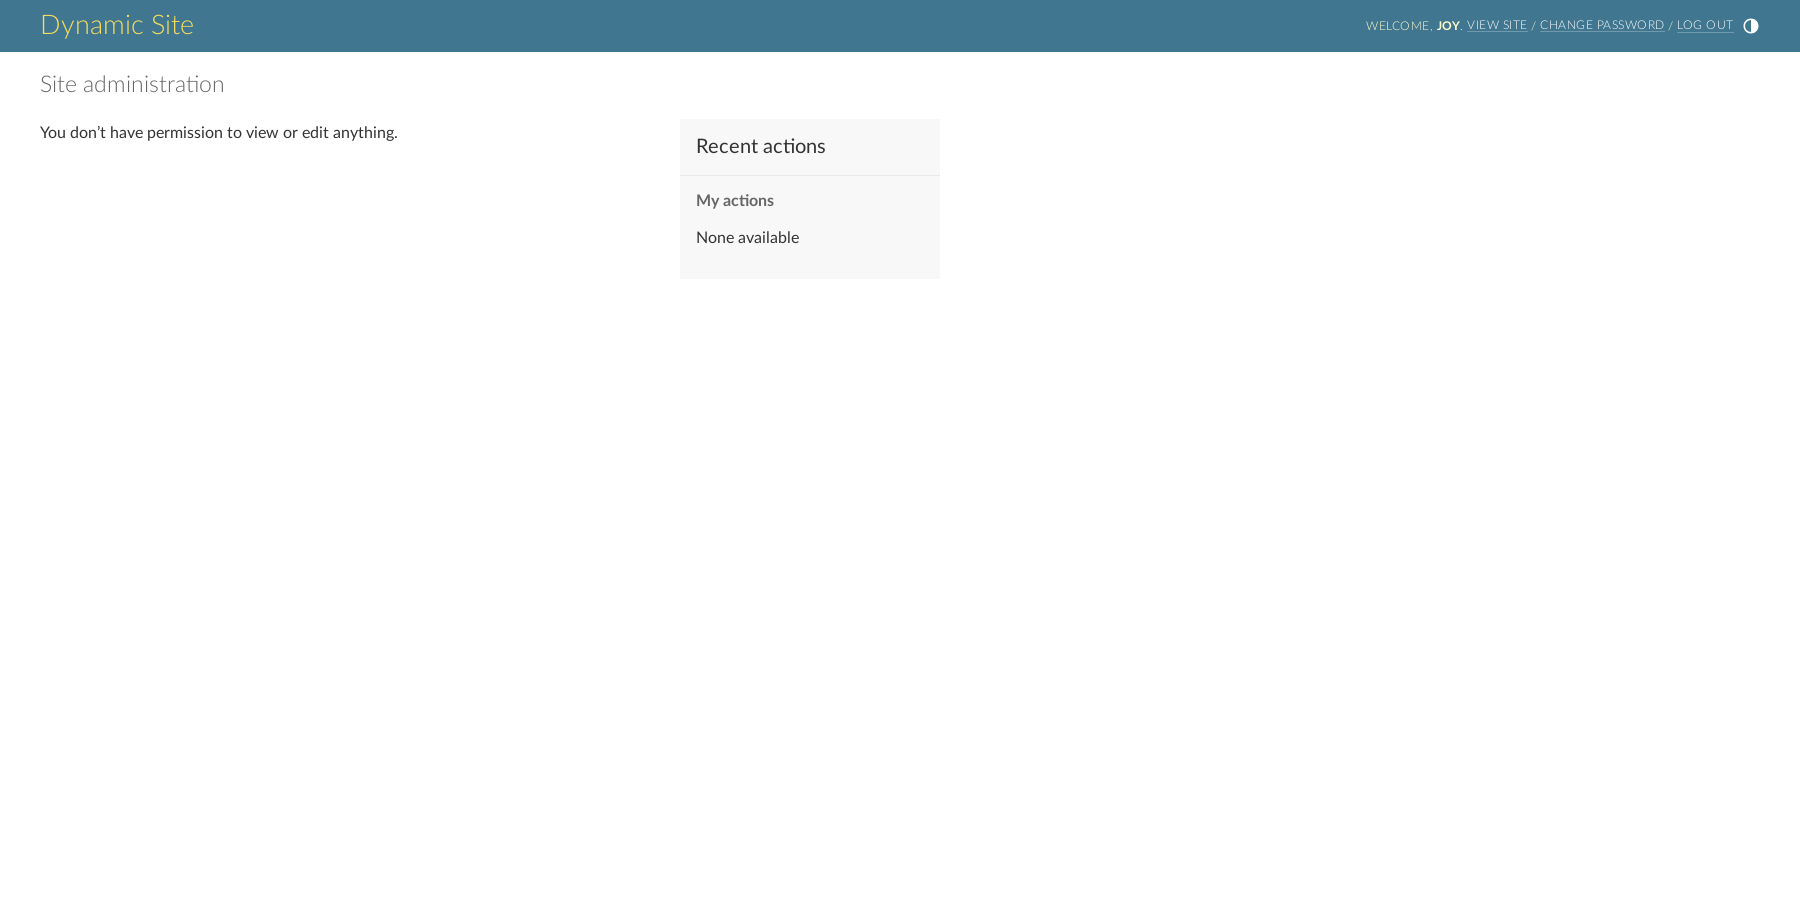 Dynamic Site
WELCOME, JOY. VIEW SITE / CHANGE PASSWORD / LOG OUT
Site administration
You don’t have permission to view or edit anything.
Recent actions
My actions
None available